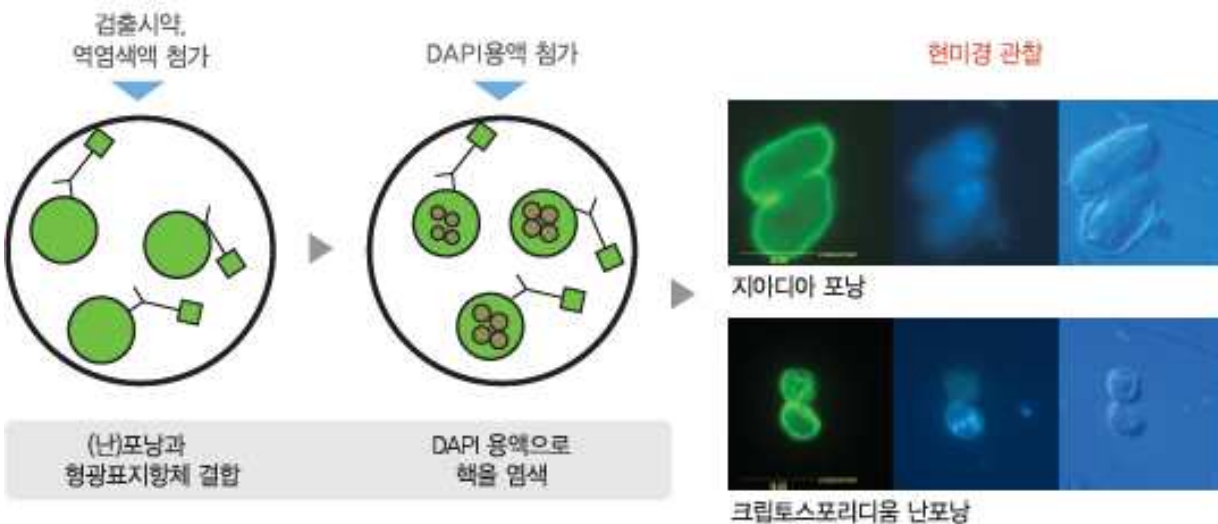 검출시약,
역염색액 첨가
DAPI용액 첨가
현미경 관찰
지아디아 포낭
(난)포낭과
형광표지항체 결합
DAPI 용액으로
핵을 염색
크립토스포리디움 난포낭